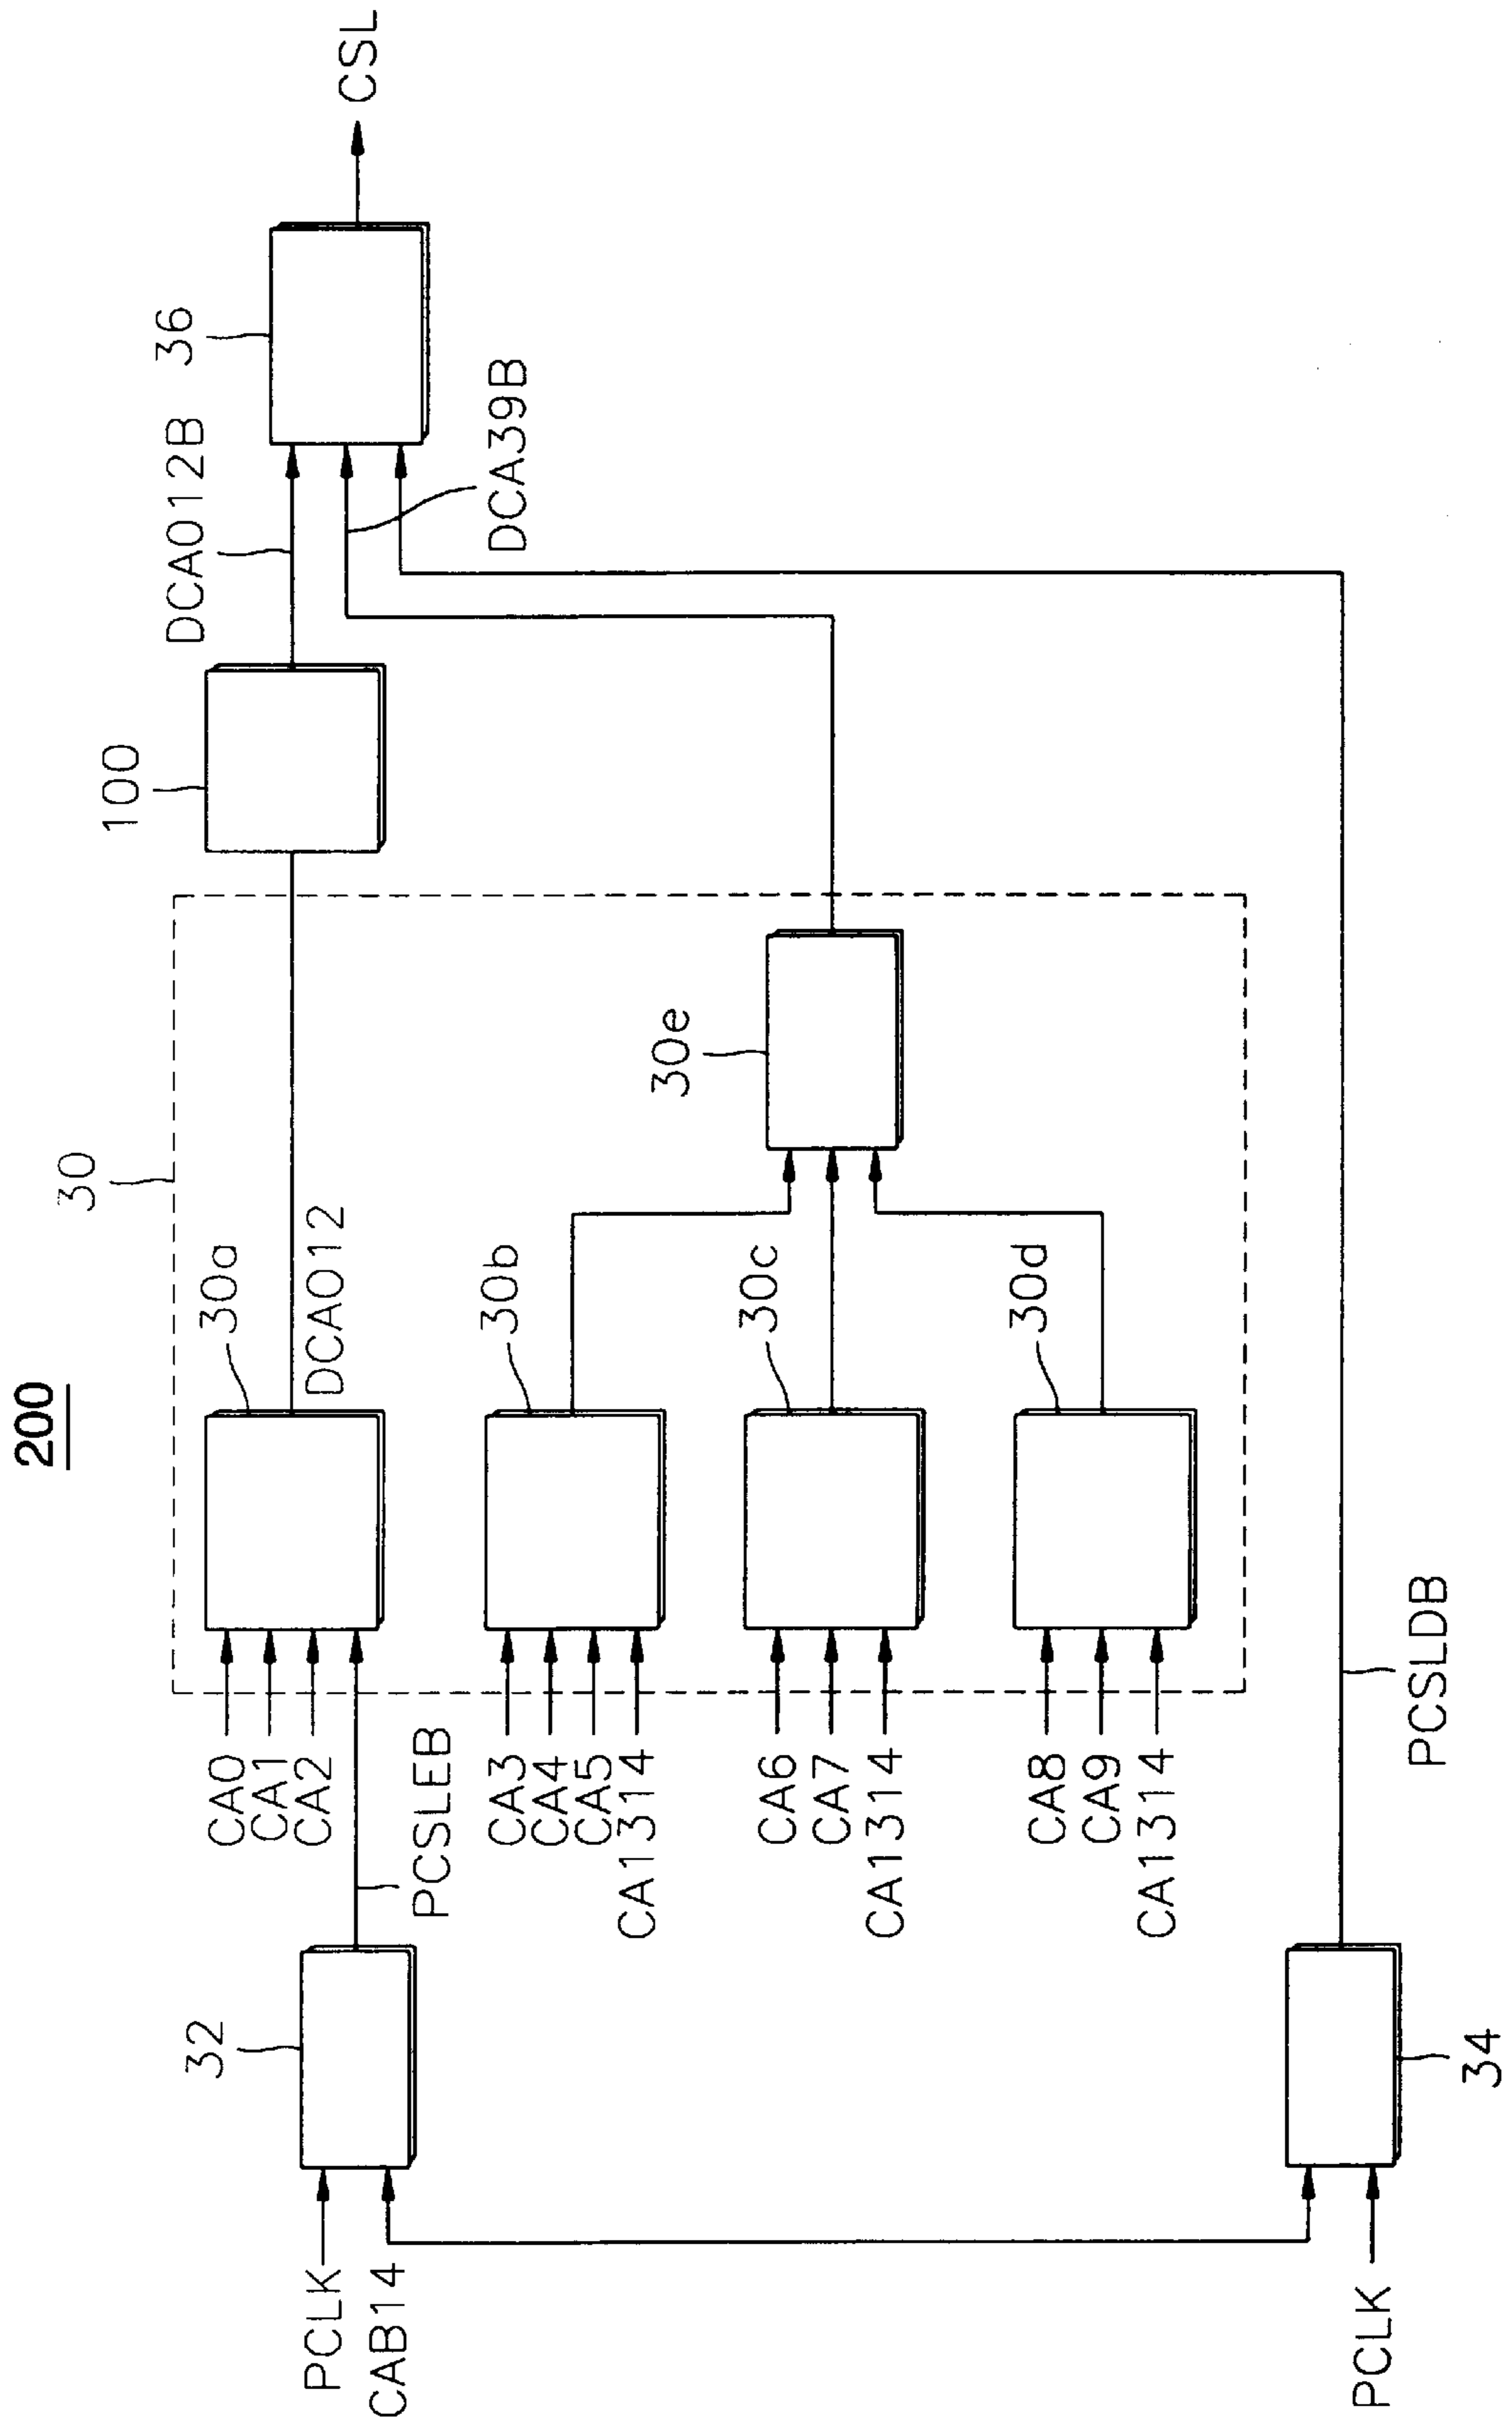 200
30
32
PCLK
CAB14
PCSLEB
CA0
CA1
CA2
30a
DCA012
100
DCA012B
36
CSL
CA3
CA4
CA5
CA1314
30b
30e
DCA39B
CA6
CA7
CA1314
30c
CA8
CA9
CA1314
30d
PCLK
34
PCSLDB